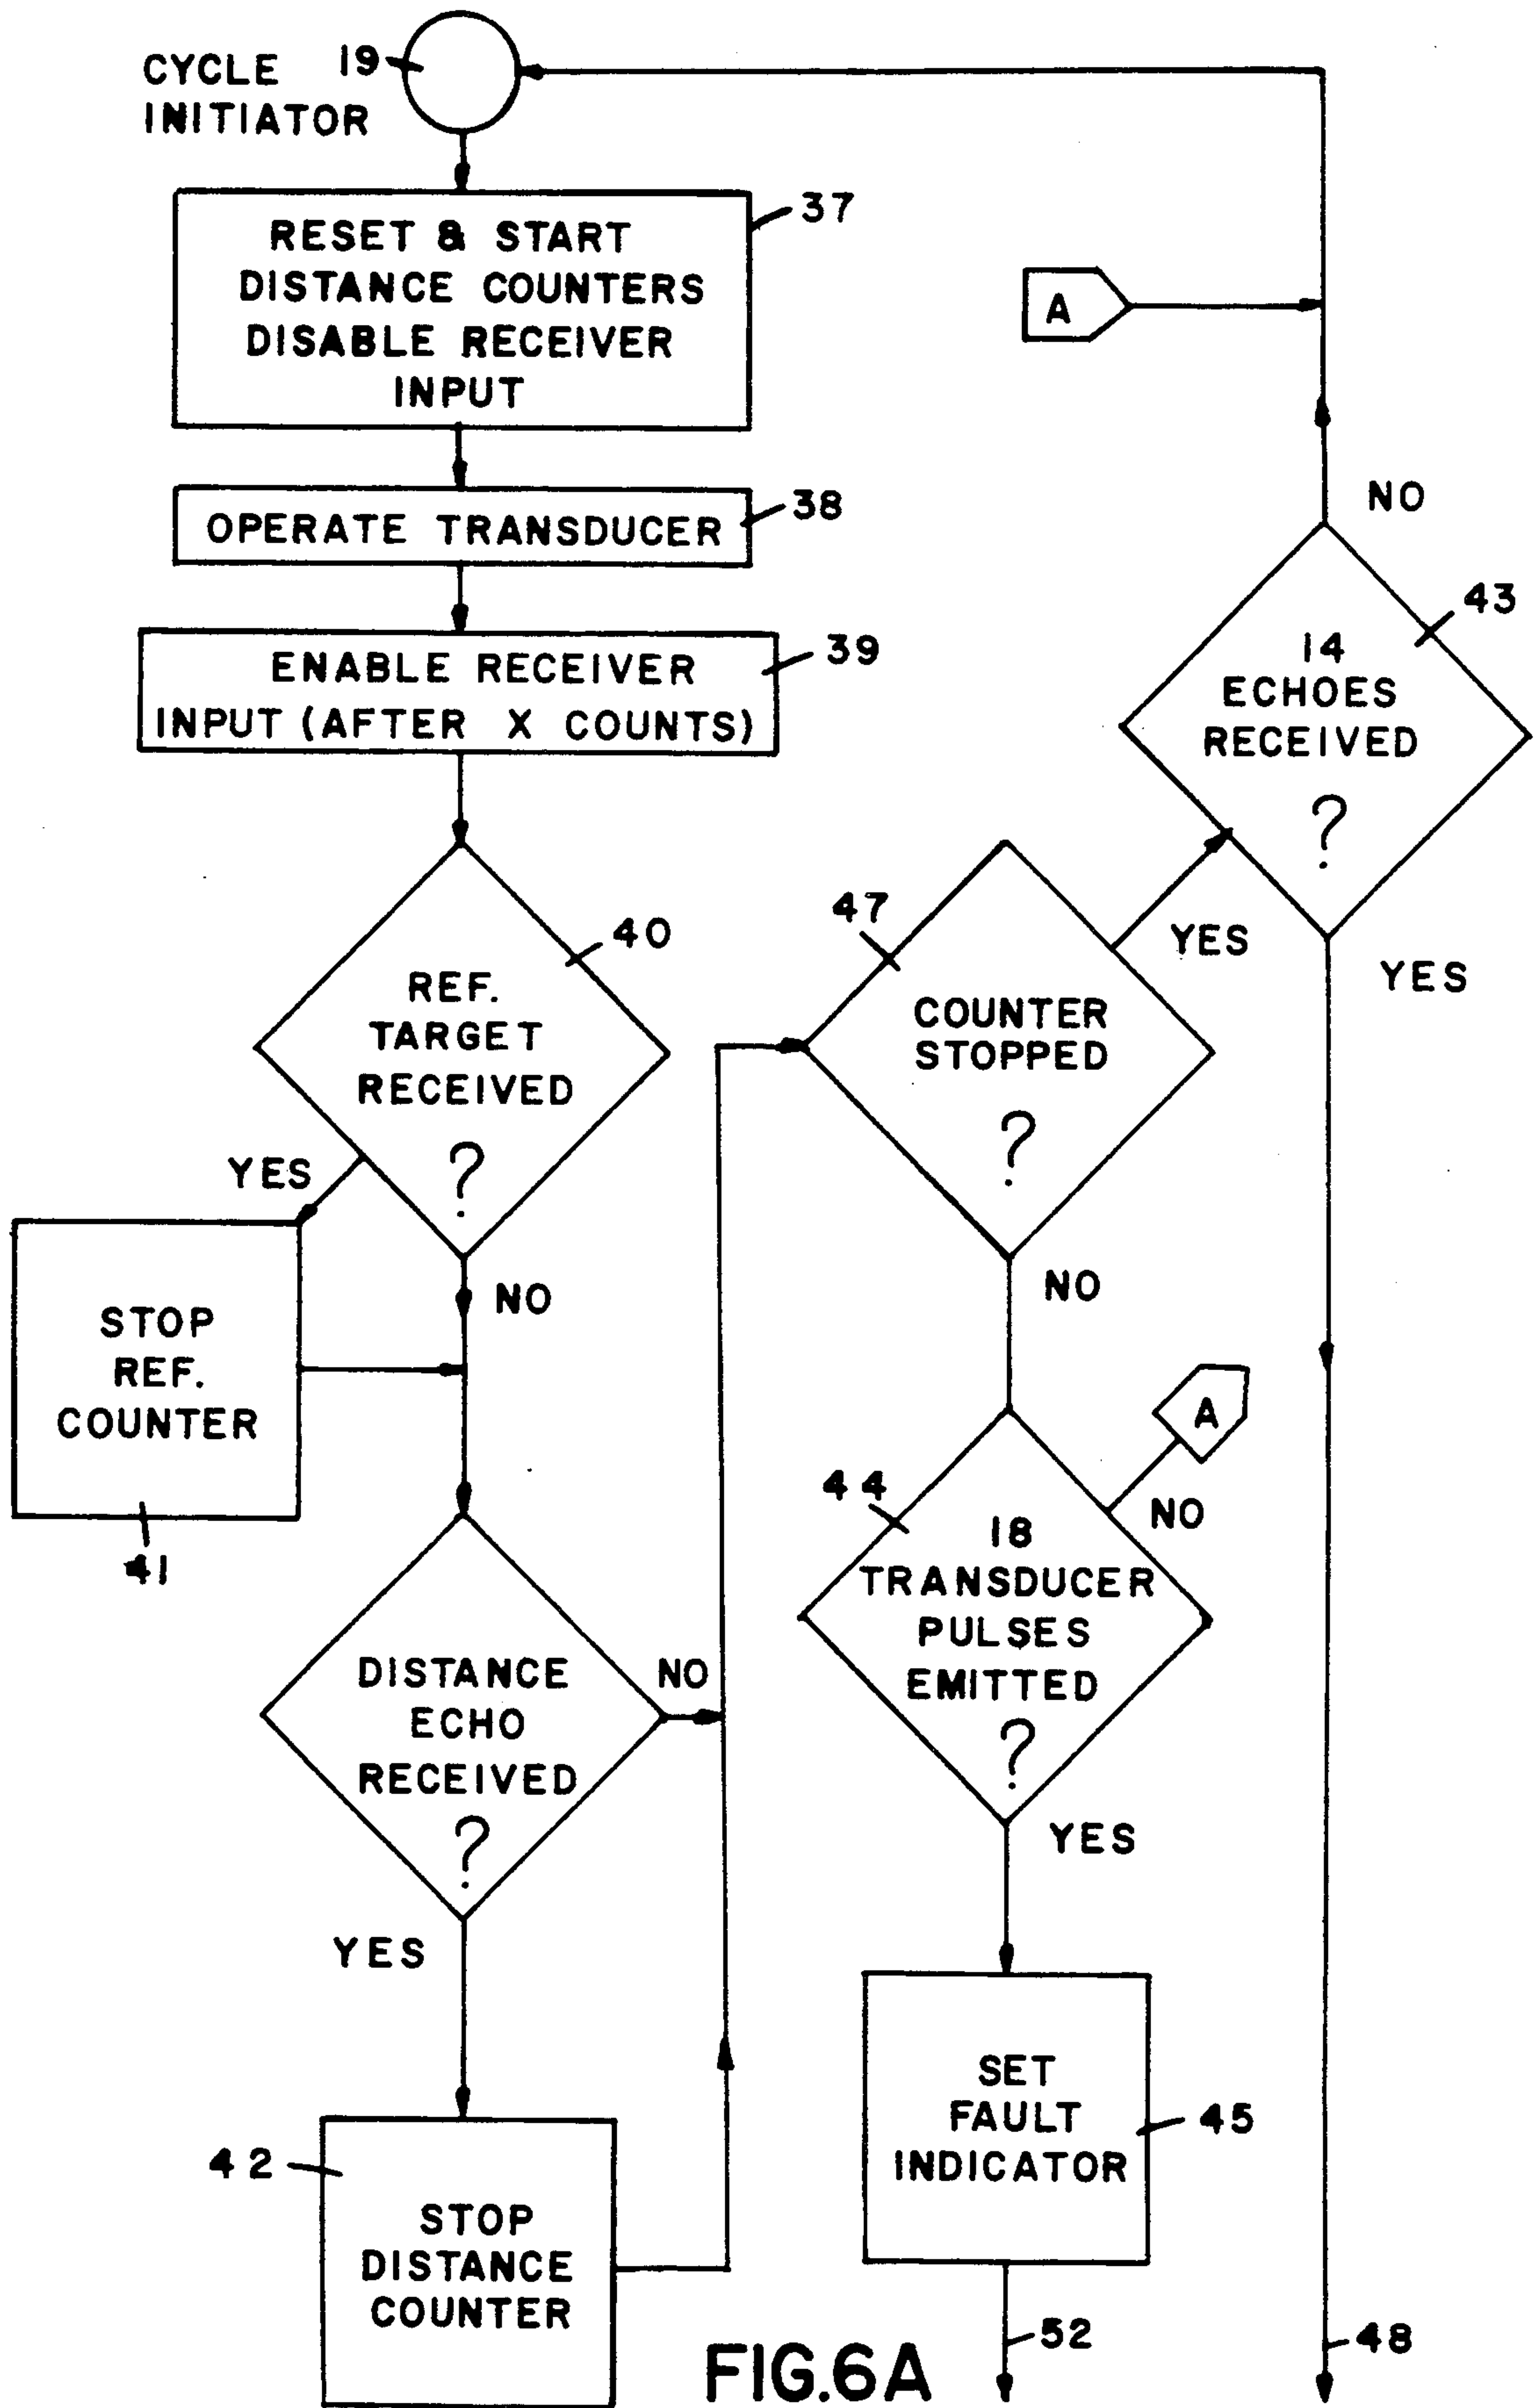 CYCLE
INITIATOR
19
RESET & START
DISTANCE COUNTERS
DISABLE RECEIVER
INPUT
37
OPERATE TRANSDUCER
38
ENABLE RECEIVER
INPUT (AFTER X COUNTS)
39
REF.
TARGET
RECEIVED
?
40
YES
NO
STOP
REF.
COUNTER
41
DISTANCE
ECHO
RECEIVED
?
NO
YES
42
STOP
DISTANCE
COUNTER
A
NO
43
14
ECHOES
RECEIVED
?
YES
47
COUNTER
STOPPED
?
YES
NO
44
18
TRANSDUCER
PULSES
EMITTED
?
A
NO
YES
SET
FAULT
INDICATOR
45
52
48
FIG.6A